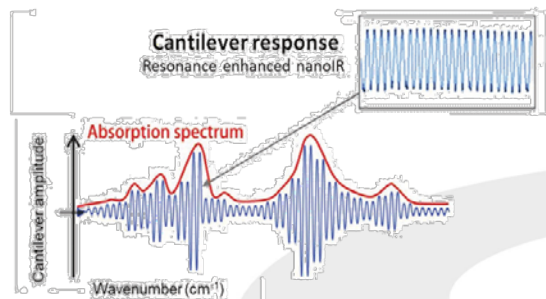 Cantilever response
Resonance enhanced nanoIR
Absorption spectrum
Cantilever amplitude
Wavenumber (cm⁻¹)